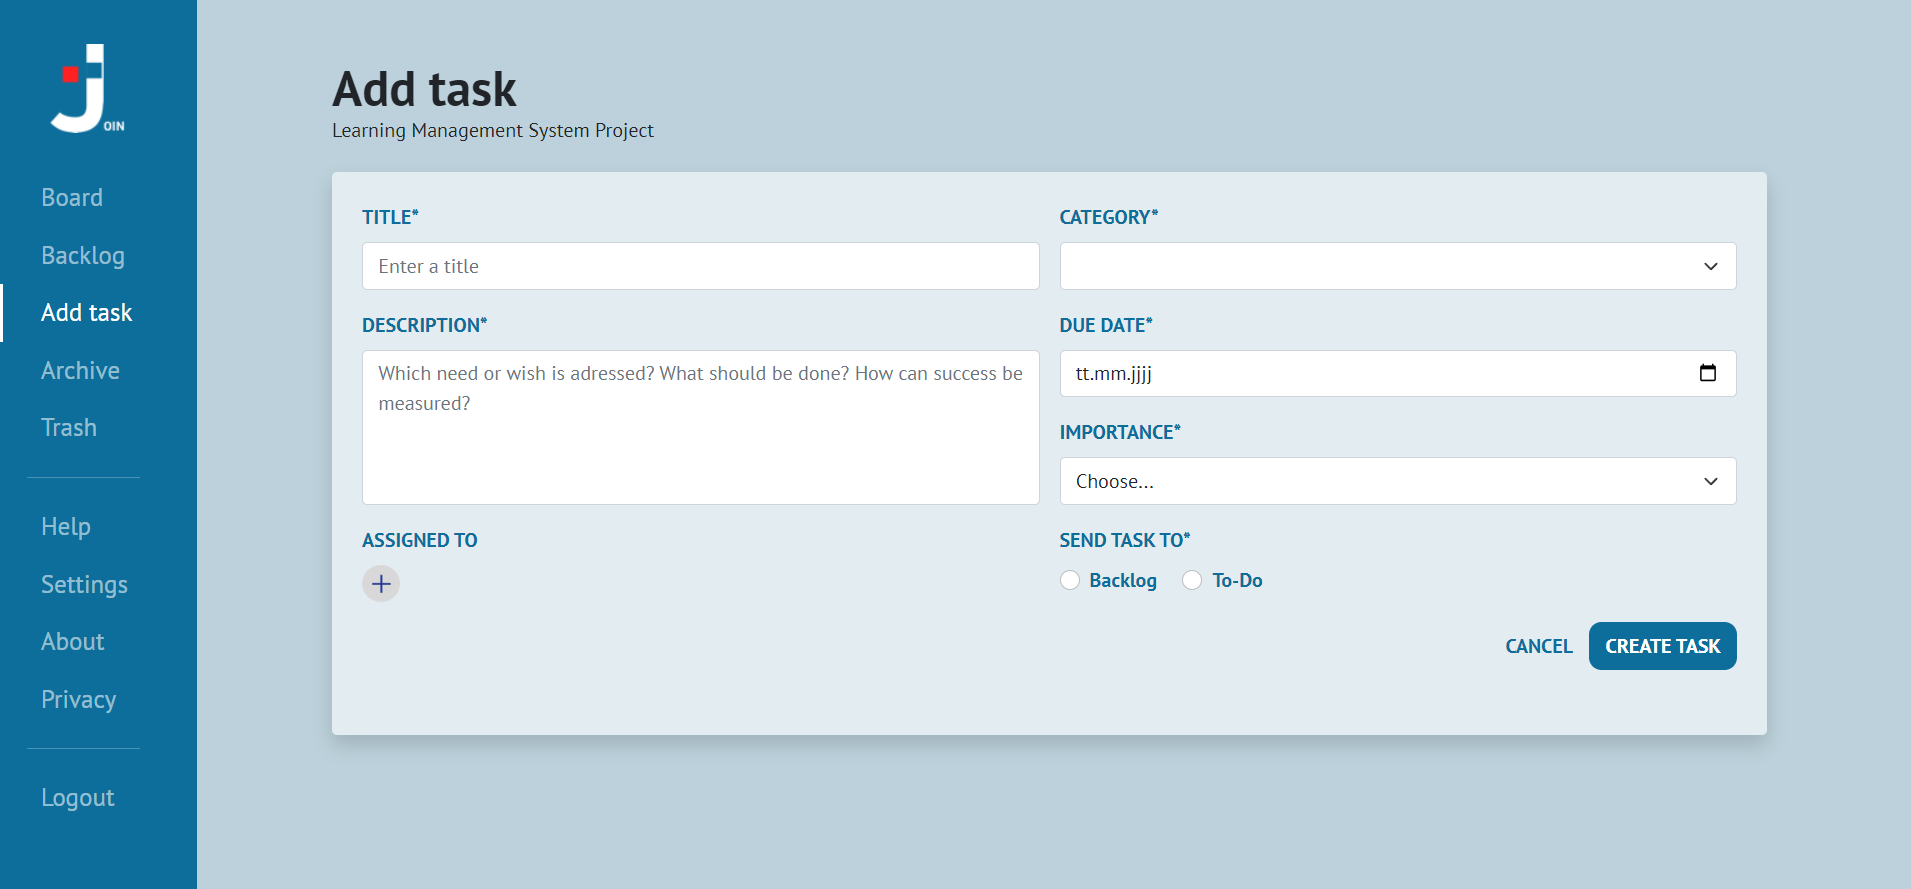 OIN
Board
Backlog
Add task
Archive
Trash
Help
Settings
About
Privacy
Logout
Add task
Learning Management System Project
TITLE*
Enter a title
DESCRIPTION*
Which need or wish is adressed? What should be done? How can success be
measured?
ASSIGNED TO
CATEGORY*
DUE DATE*
tt.mm.jjjj
IMPORTANCE*
Choose...
SEND TASK TO*
Backlog To-Do
CANCEL CREATE TASK